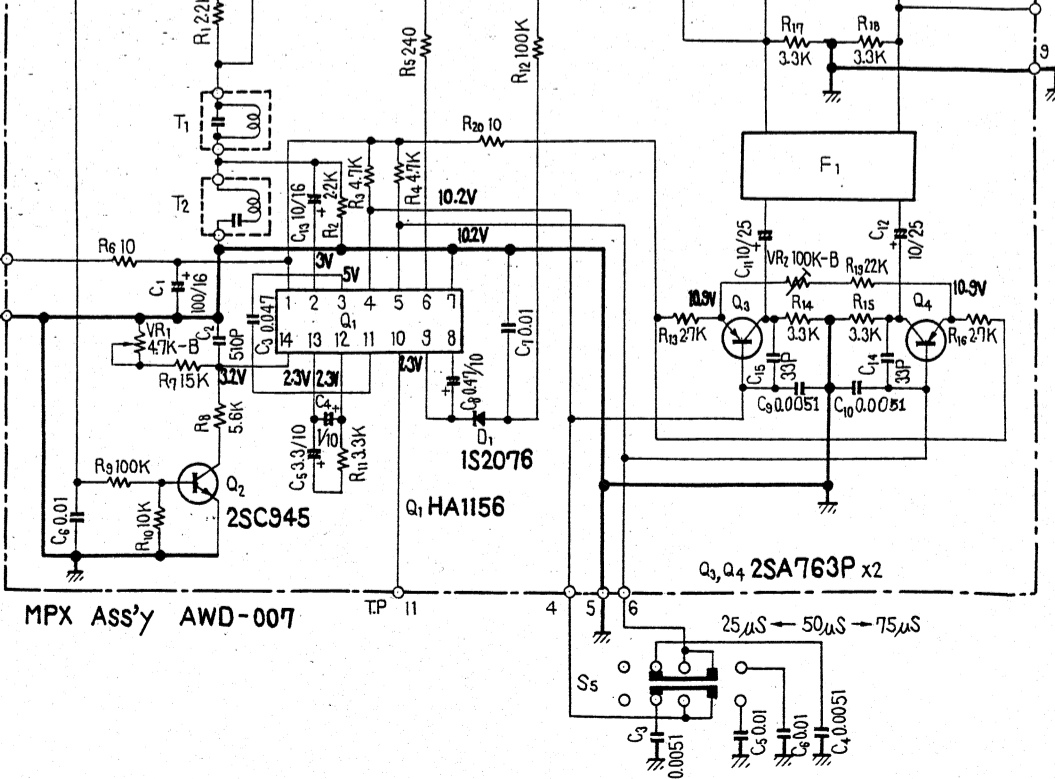 R1 2.2
R5 240
R12 100K
R17
3.3K
R18
3.3K
9
T1
R20 10
F1
T2
C13 10/16
+
R2 2.2K
R3 4.7K
R4 4.7K
10.2V
10.2V
C11 10/25
+
C12
10/25
+
R6 10
3V
5V
VR2 100K-B
R19 22K
C1
100/16
+
C3 0.047
1 2 3 4 5 6 7
Q1
14 13 12 11 10 9 8
10.9V
Q3
R14
3.3K
R15
3.3K
Q4
10.9V
VR1
4.7K-B
C2
510P
C7 0.01
R13 2.7K
R16 2.7K
R7 15K
3.2V
2.3V
2.3V
2.3V
C8 0.47/10
+
C15
33P
C14
33P
C9 0.0051
C10 0.0051
R8
5.6K
C4
+
1/10
C5 3.3/10
+
R11 3.3K
D1
1S2076
R9 100K
Q2
2SC945
C6 0.01
R10 10K
Q1 HA1156
Q3, Q4 2SA763P x2
MPX Ass'y AWD-007
T.P 11
4
5
6
25μS ← 50μS → 75μS
S5
C3
0.0051
C5 0.01
C6 0.01
C4 0.0051